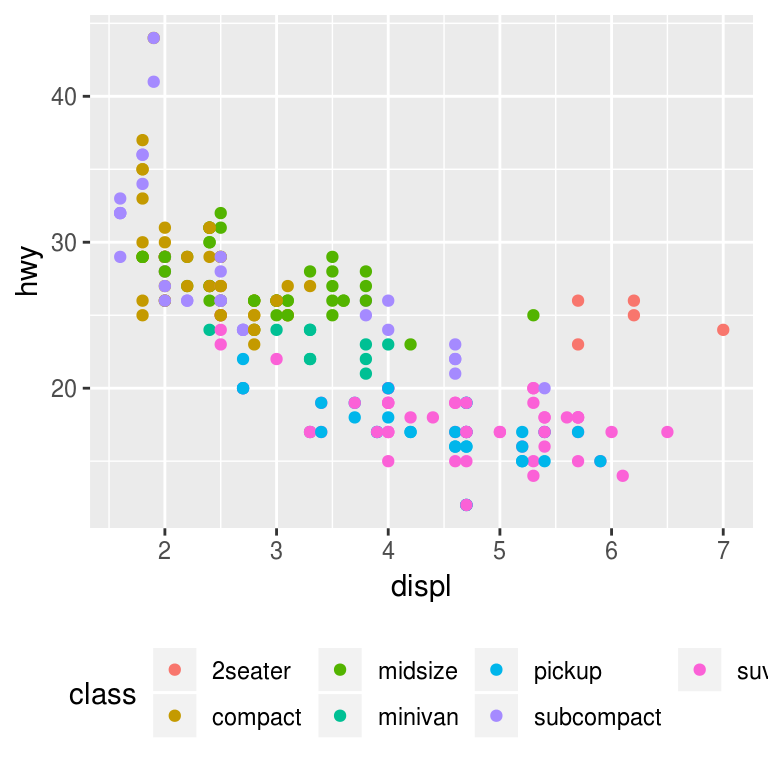 hwy
40
30
20
2 3 4 5 6 7
displ
class
2seater midsize pickup suv
compact minivan subcompact